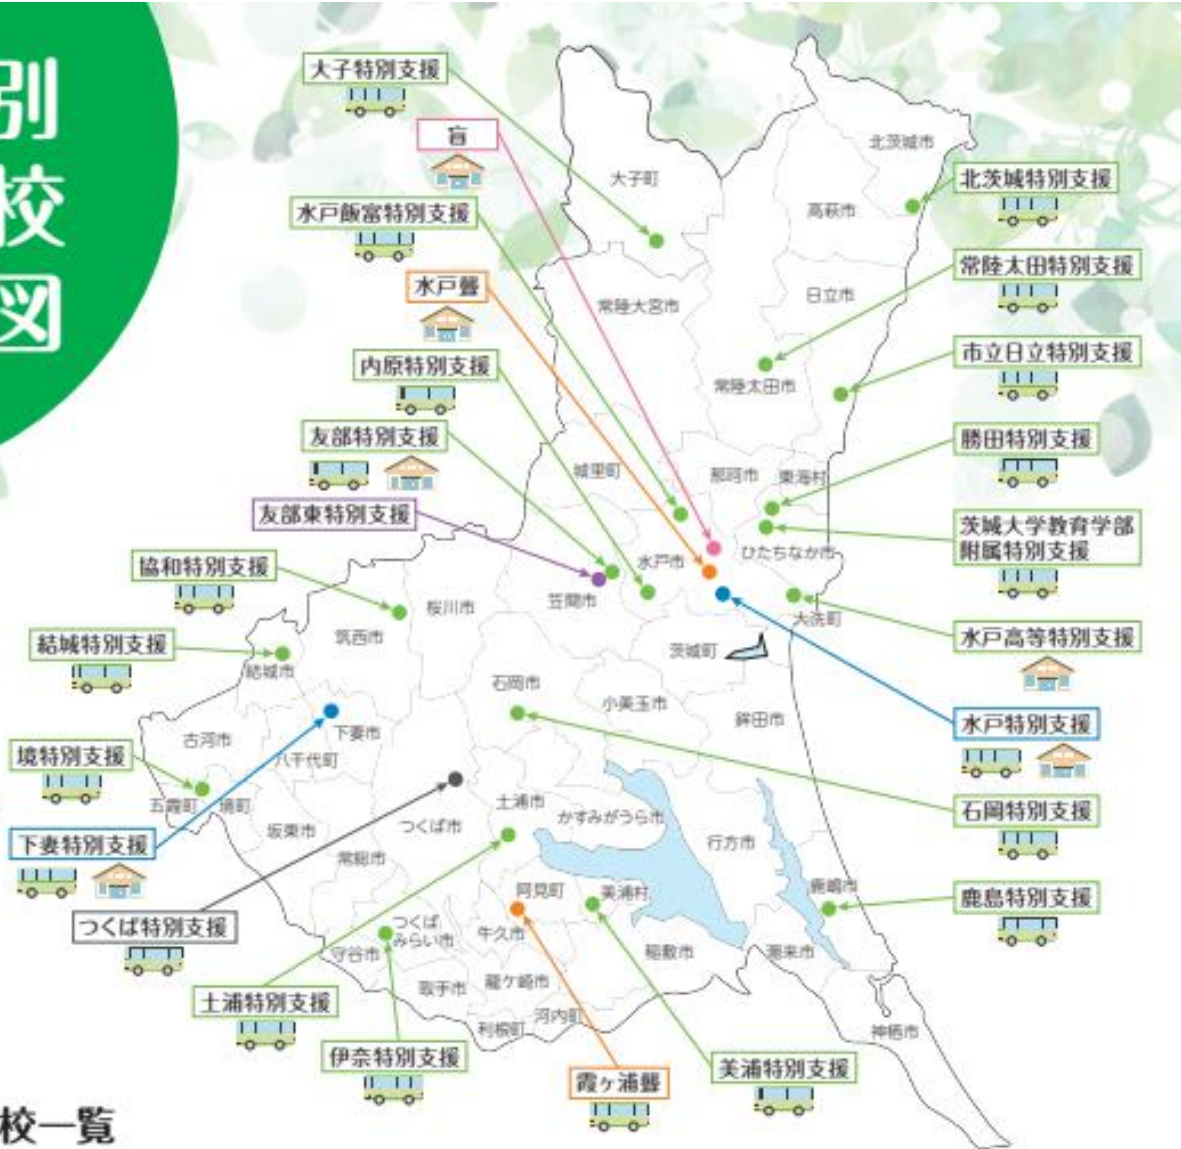 別
校
図
大子特別支援
盲
水戸飯富特別支援
水戸聾
内原特別支援
友部特別支援
友部東特別支援
協和特別支援
結城特別支援
境特別支援
下妻特別支援
つくば特別支援
土浦特別支援
伊奈特別支援
霞ヶ浦聾
美浦特別支援
北茨城特別支援
常陸太田特別支援
市立日立特別支援
勝田特別支援
茨城大学教育学部
附属特別支援
水戸高等特別支援
水戸特別支援
石岡特別支援
鹿島特別支援
北茨城市
大子町
高萩市
常陸大宮市
日立市
常陸太田市
城里町
那珂市
東海村
ひたちなか市
水戸市
笠間市
桜川市
大洗町
筑西市
茨城町
結城市
石岡市
小美玉市
鉾田市
古河市
下妻市
八千代町
五霞町
境町
坂東市
つくば市
土浦市
かすみがうら市
行方市
常総市
阿見町
美浦村
鹿嶋市
つくば
みらい市
守谷市
牛久市
稲敷市
潮来市
取手市
龍ケ崎市
利根町
河内町
神栖市
校一覧